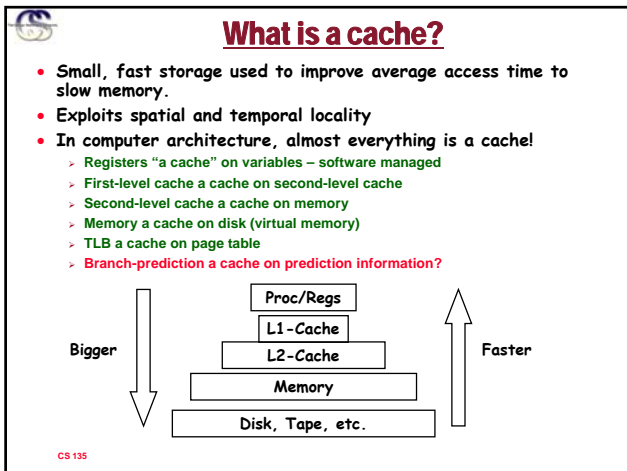 What is a cache?
• Small, fast storage used to improve average access time to
slow memory.
• Exploits spatial and temporal locality
• In computer architecture, almost everything is a cache!
➢ Registers “a cache” on variables – software managed
➢ First-level cache a cache on second-level cache
➢ Second-level cache a cache on memory
➢ Memory a cache on disk (virtual memory)
➢ TLB a cache on page table
➢ Branch-prediction a cache on prediction information?
Proc/Regs
L1-Cache
Bigger
L2-Cache
Faster
Memory
Disk, Tape, etc.
CS 135